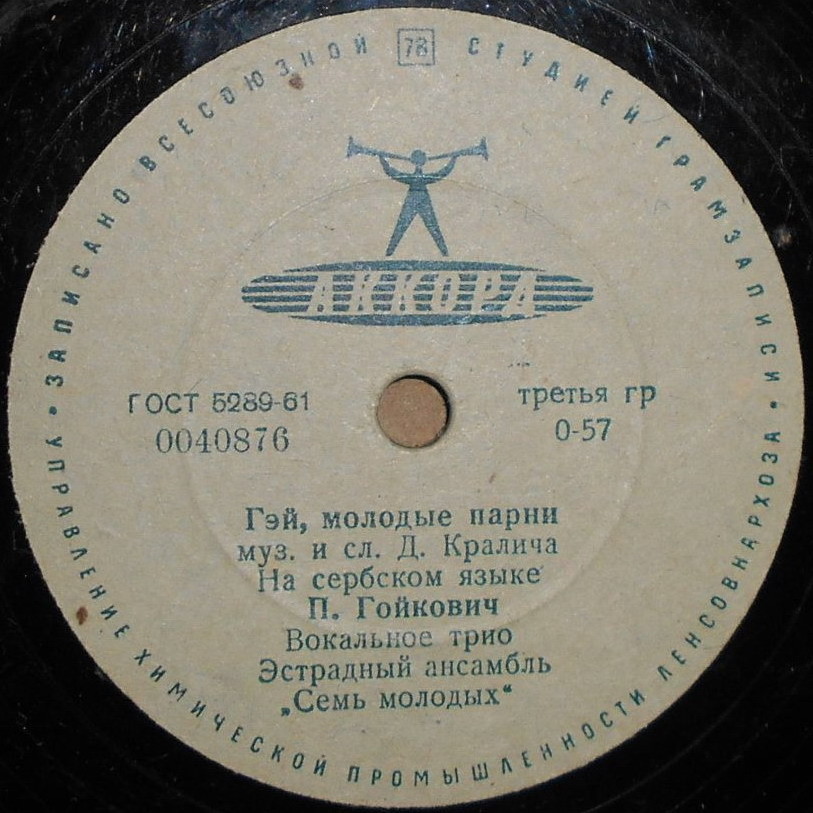 ЗАПИСАНО ВСЕСОЮЗНОЙ 78 СТУДИЕЙ ГРАМЗАПИСИ
АККОРД
ГОСТ 5289-61
0040876
третья гр
0-57
Гэй, молодые парни
муз. и сл. Д. Кралича
На сербском языке
П. Гойкович
Вокальное трио
Эстрадный ансамбль
„Семь молодых“
УПРАВЛЕНИЕ ХИМИЧЕСКОЙ ПРОМЫШЛЕННОСТИ ЛЕНСОВНАРХОЗА